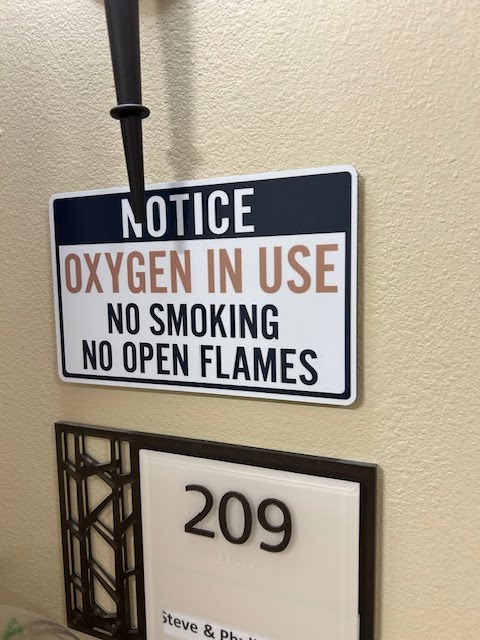 NOTICE
OXYGEN IN USE
NO SMOKING
NO OPEN FLAMES
209
Steve &